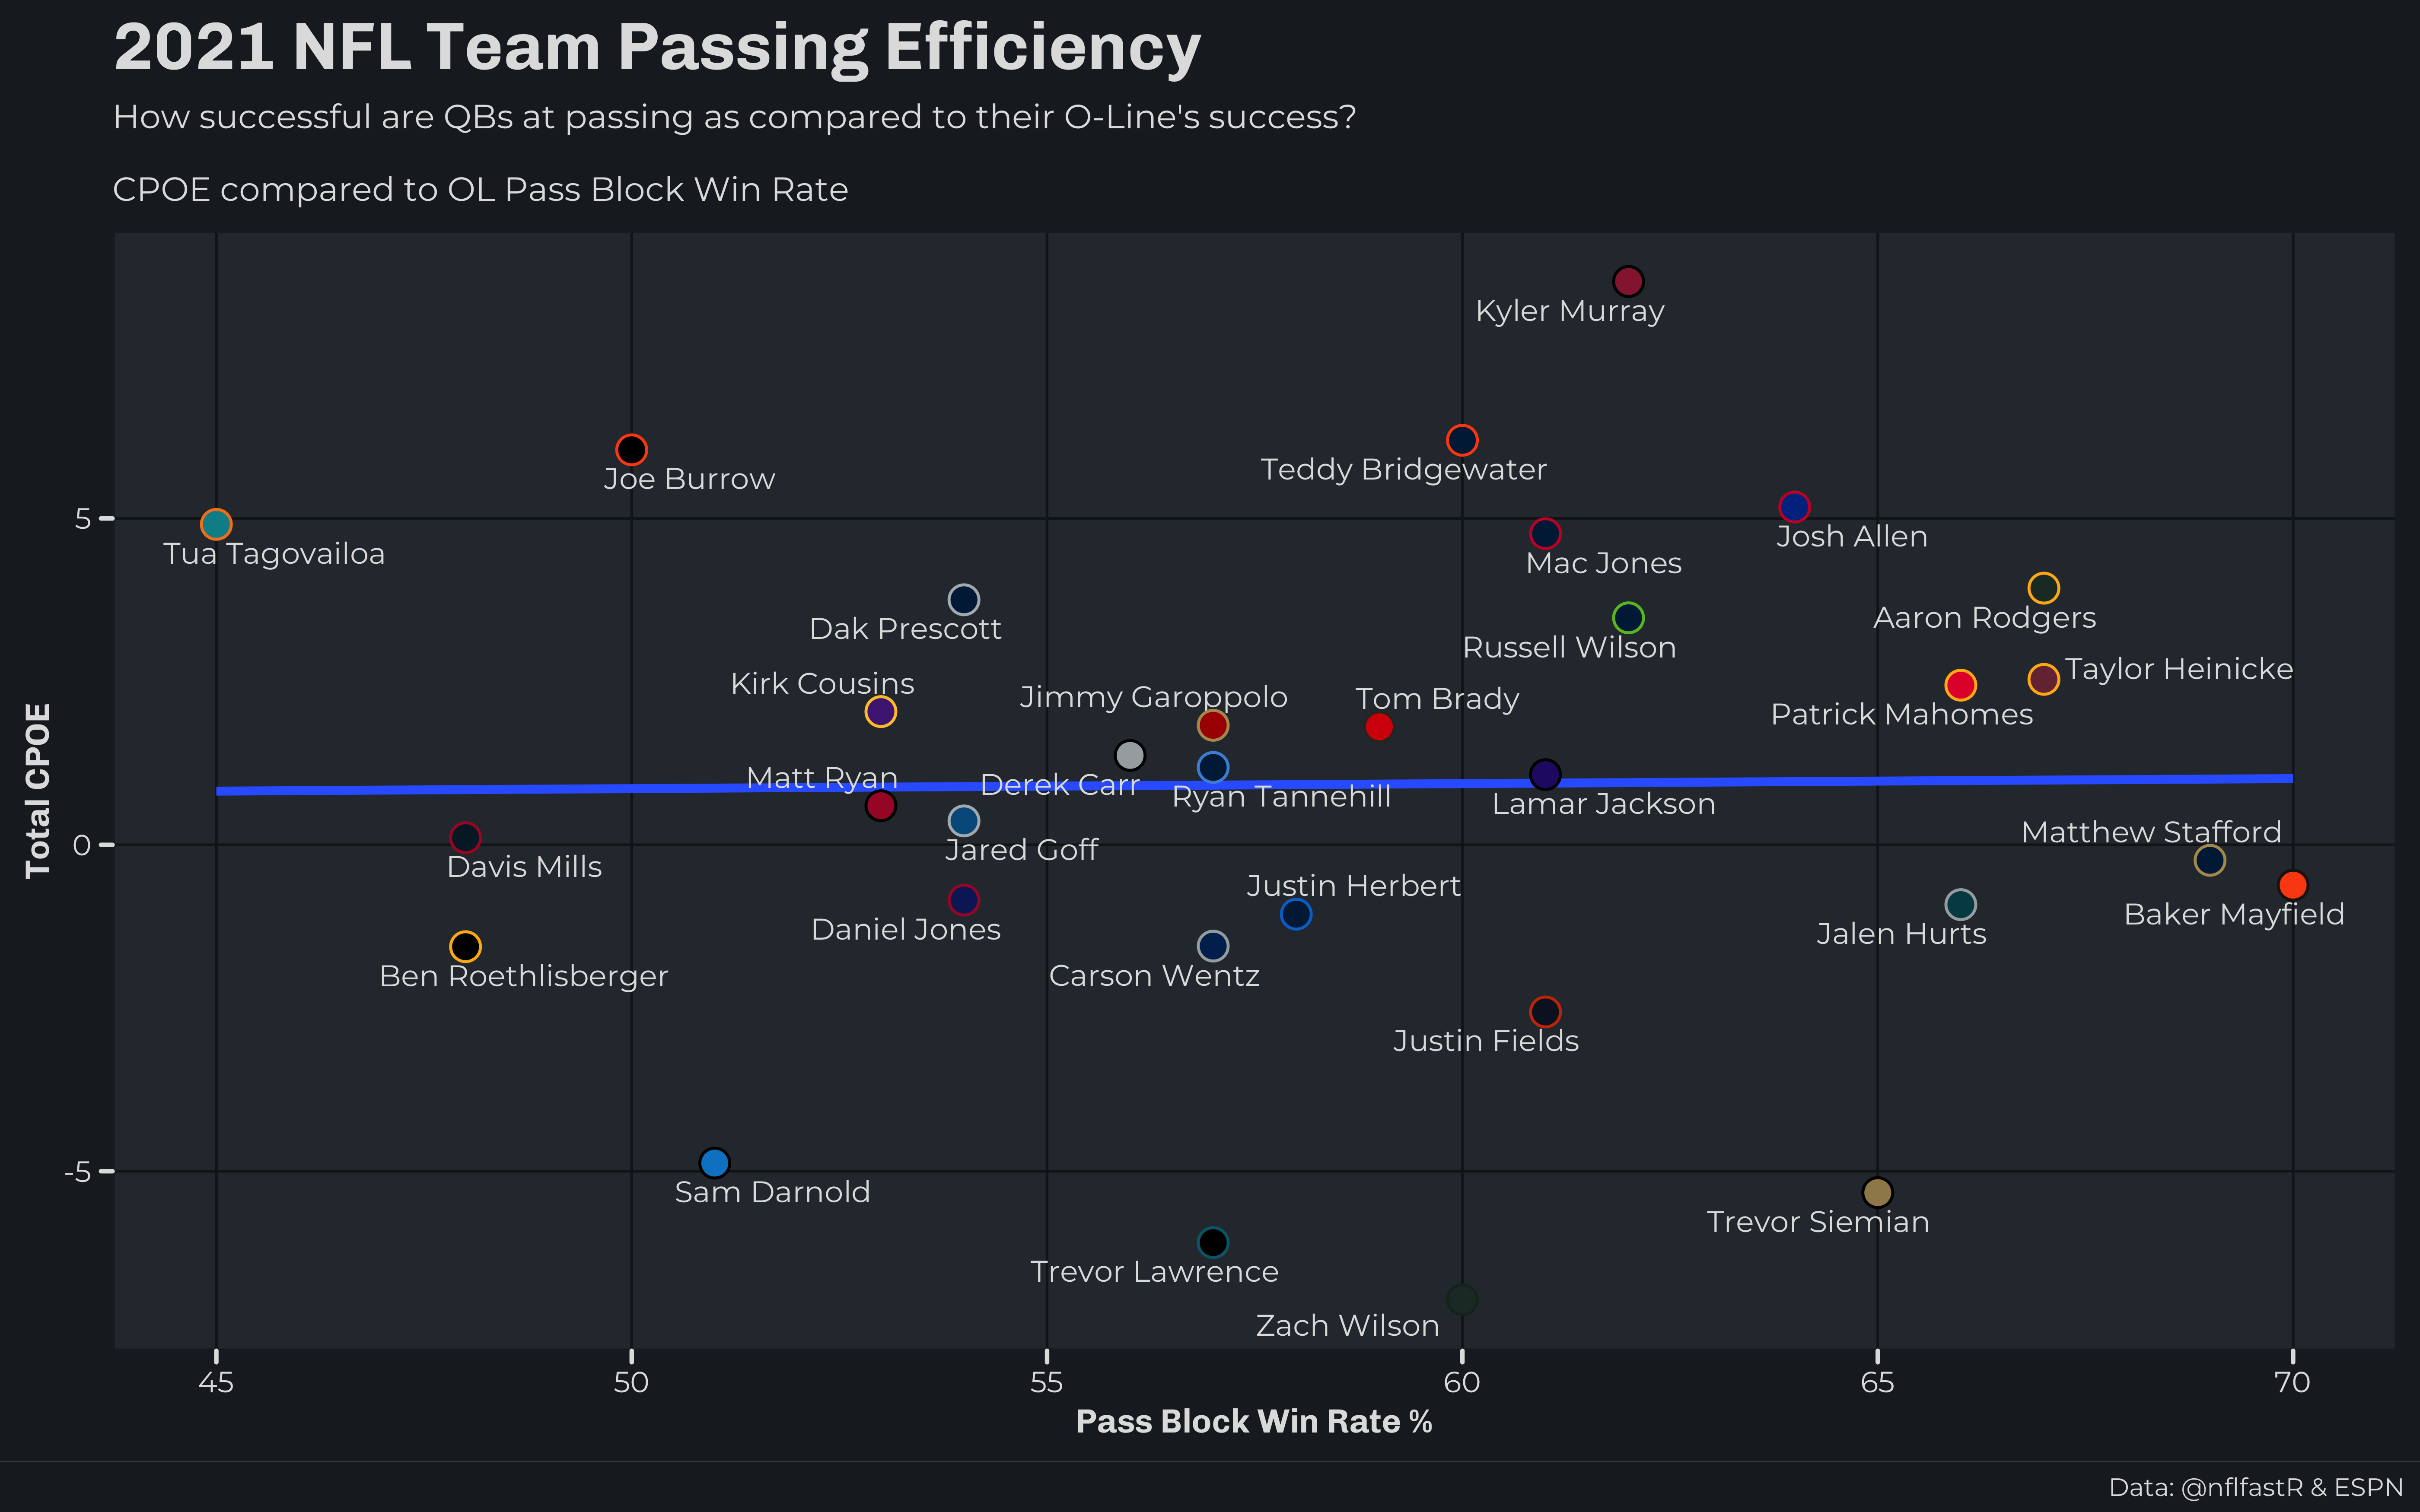 2021 NFL Team Passing Efficiency
How successful are QBs at passing as compared to their O-Line's success?
CPOE compared to OL Pass Block Win Rate
Kyler Murray
Joe Burrow
Teddy Bridgewater
5
Tua Tagovailoa
Josh Allen
Mac Jones
Aaron Rodgers
Dak Prescott
Russell Wilson
Taylor Heinicke
Kirk Cousins
Jimmy Garoppolo
Tom Brady
Patrick Mahomes
Matt Ryan
Derek Carr
Ryan Tannehill
Lamar Jackson
Total CPOE
0
Jared Goff
Matthew Stafford
Davis Mills
Justin Herbert
Daniel Jones
Baker Mayfield
Jalen Hurts
Ben Roethlisberger
Carson Wentz
Justin Fields
-5
Sam Darnold
Trevor Siemian
Trevor Lawrence
Zach Wilson
45 50 55 60 65 70
Pass Block Win Rate %
Data: @nflfastR & ESPN